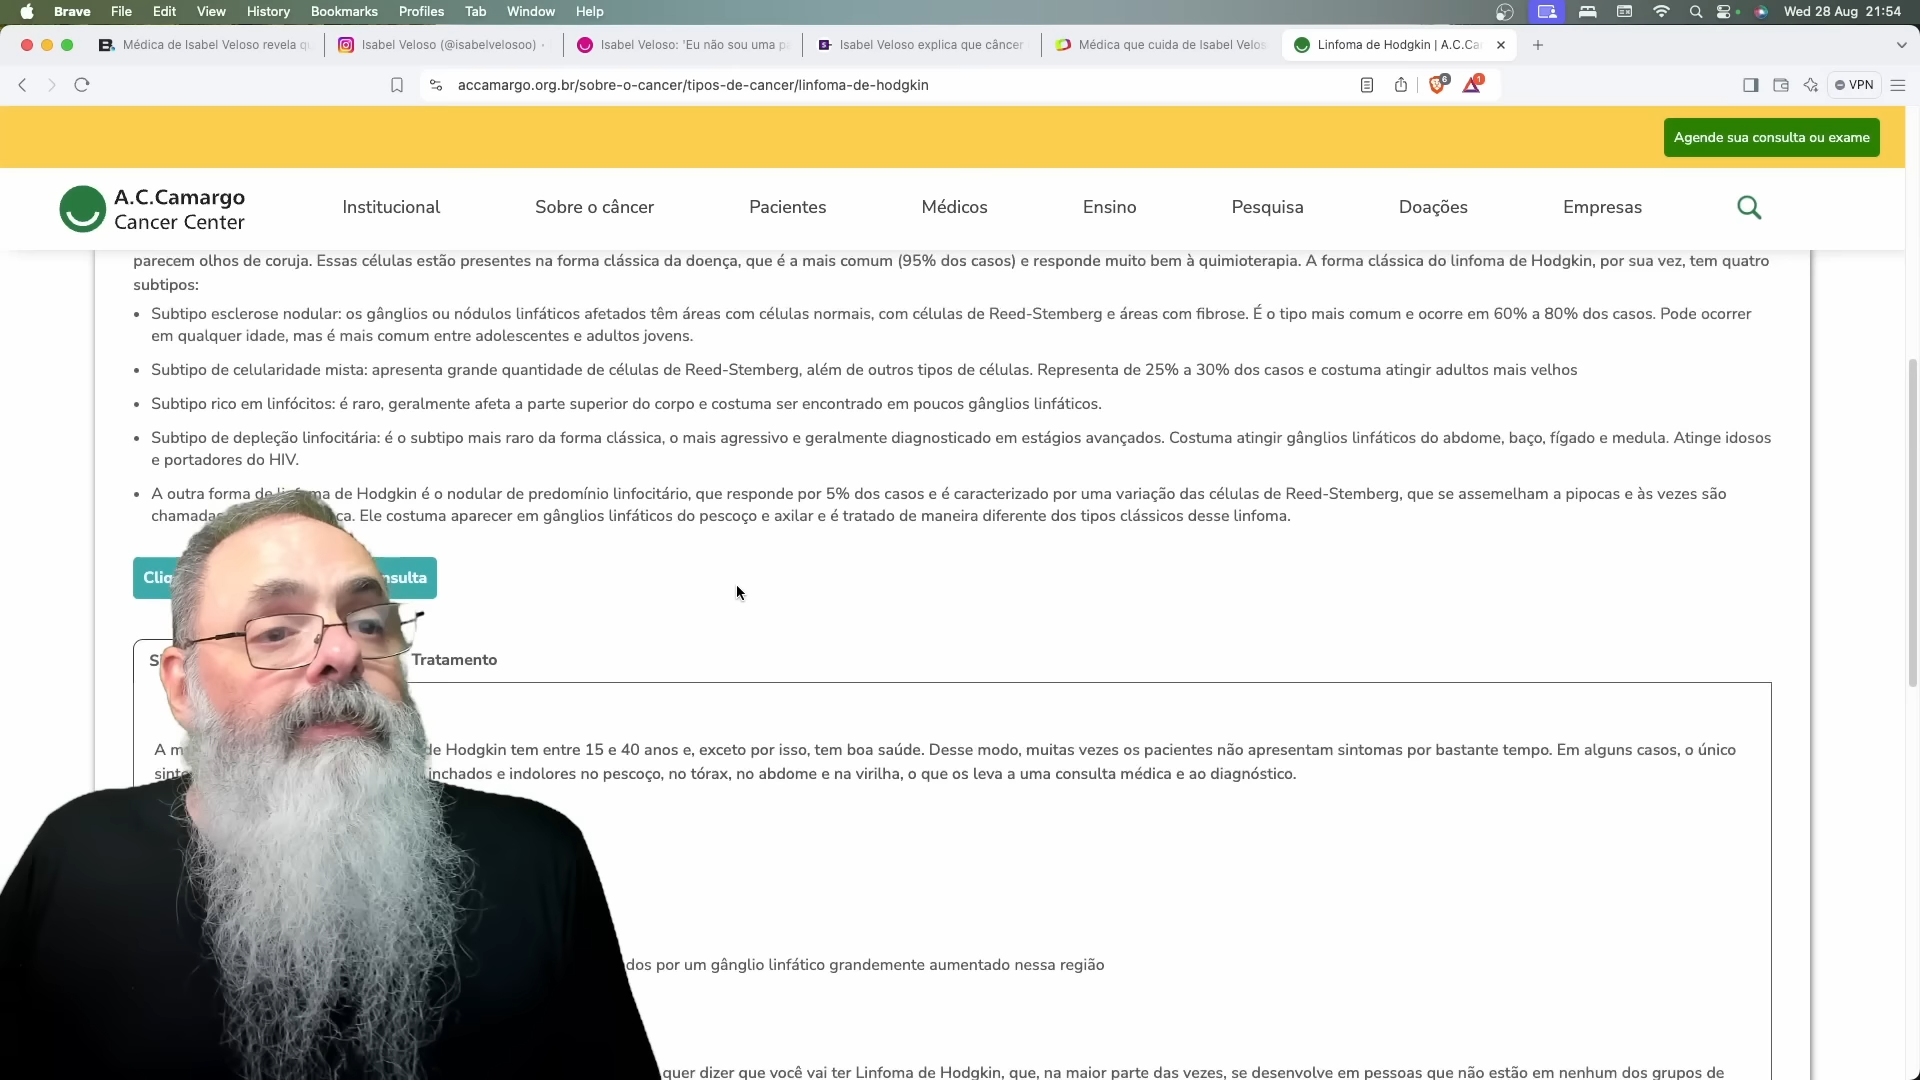 Brave File Edit View History Bookmarks Profiles Tab Window Help Wed 28 Aug 21:54
Médica de Isabel Veloso revela qu
Isabel Veloso (@isabelvelosoo) •
Isabel Veloso: 'Eu não sou uma p
Isabel Veloso explica que câncer
Médica que cuida de Isabel Velos
Linfoma de Hodgkin | A.C.Ca
accamargo.org.br/sobre-o-cancer/tipos-de-cancer/linfoma-de-hodgkin 6 1 VPN
Agende sua consulta ou exame
A.C.Camargo
Cancer Center
Institucional Sobre o câncer Pacientes Médicos Ensino Pesquisa Doações Empresas
parecem olhos de coruja. Essas células estão presentes na forma clássica da doença, que é a mais comum (95% dos casos) e responde muito bem à quimioterapia. A forma clássica do linfoma de Hodgkin, por sua vez, tem quatro
subtipos:
• Subtipo esclerose nodular: os gânglios ou nódulos linfáticos afetados têm áreas com células normais, com células de Reed-Stemberg e áreas com fibrose. É o tipo mais comum e ocorre em 60% a 80% dos casos. Pode ocorrer
em qualquer idade, mas é mais comum entre adolescentes e adultos jovens.
• Subtipo de celularidade mista: apresenta grande quantidade de células de Reed-Stemberg, além de outros tipos de células. Representa de 25% a 30% dos casos e costuma atingir adultos mais velhos
• Subtipo rico em linfócitos: é raro, geralmente afeta a parte superior do corpo e costuma ser encontrado em poucos gânglios linfáticos.
• Subtipo de depleção linfocitária: é o subtipo mais raro da forma clássica, o mais agressivo e geralmente diagnosticado em estágios avançados. Costuma atingir gânglios linfáticos do abdome, baço, fígado e medula. Atinge idosos
e portadores do HIV.
• A outra forma de linfoma de Hodgkin é o nodular de predomínio linfocitário, que responde por 5% dos casos e é caracterizado por uma variação das células de Reed-Stemberg, que se assemelham a pipocas e às vezes são
chamadas ca. Ele costuma aparecer em gânglios linfáticos do pescoço e axilar e é tratado de maneira diferente dos tipos clássicos desse linfoma.
Cliq nsulta
Tratamento
A m de Hodgkin tem entre 15 e 40 anos e, exceto por isso, tem boa saúde. Desse modo, muitas vezes os pacientes não apresentam sintomas por bastante tempo. Em alguns casos, o único
sint inchados e indolores no pescoço, no tórax, no abdome e na virilha, o que os leva a uma consulta médica e ao diagnóstico.
dos por um gânglio linfático grandemente aumentado nessa região
quer dizer que você vai ter Linfoma de Hodgkin, que, na maior parte das vezes, se desenvolve em pessoas que não estão em nenhum dos grupos de